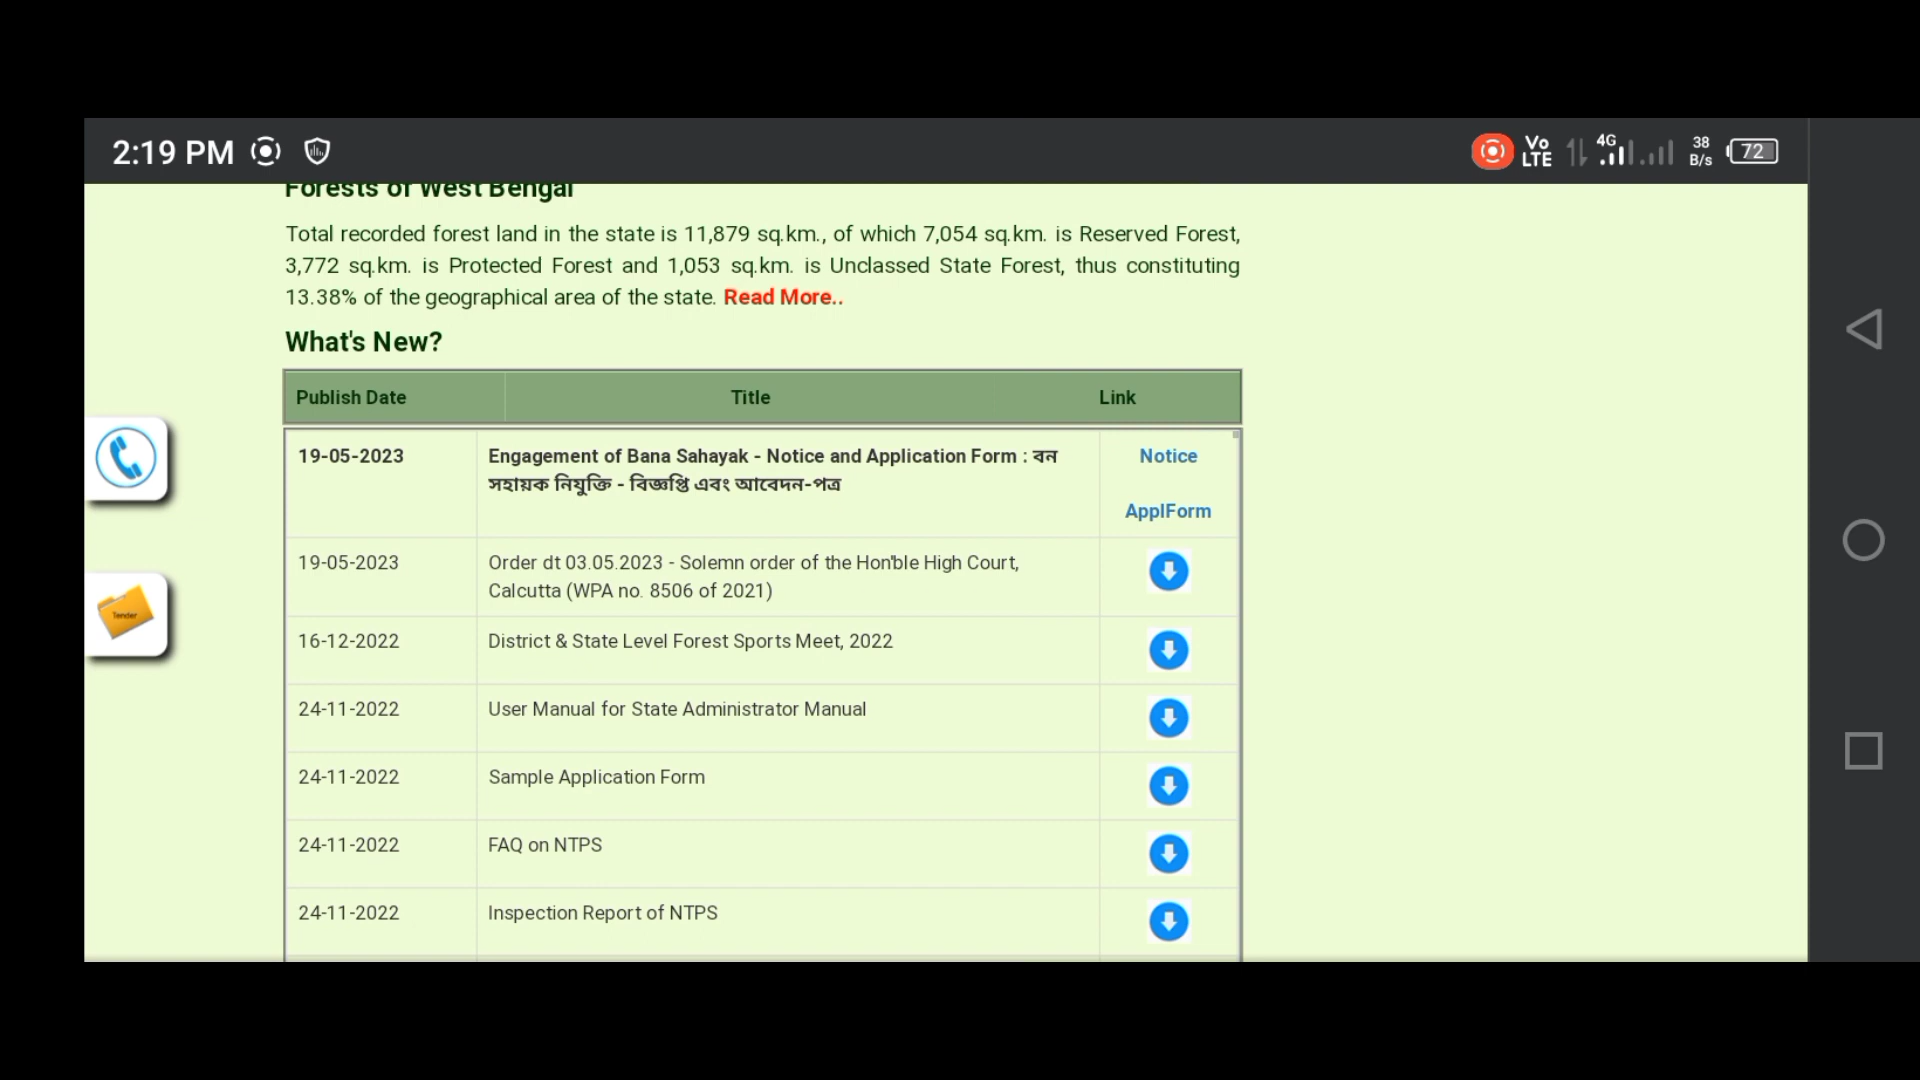 2:19 PM
Vo
LTE
4G
38
B/s
72
Forests of West Bengal
Total recorded forest land in the state is 11,879 sq.km., of which 7,054 sq.km. is Reserved Forest,
3,772 sq.km. is Protected Forest and 1,053 sq.km. is Unclassed State Forest, thus constituting
13.38% of the geographical area of the state. Read More..
What's New?
Publish Date Title Link
19-05-2023 Engagement of Bana Sahayak - Notice and Application Form : বন Notice
সহায়ক নিযুক্তি - বিজ্ঞপ্তি এবং আবেদন-পত্র
ApplForm
19-05-2023 Order dt 03.05.2023 - Solemn order of the Hon'ble High Court,
Calcutta (WPA no. 8506 of 2021)
Tender
16-12-2022 District & State Level Forest Sports Meet, 2022
24-11-2022 User Manual for State Administrator Manual
24-11-2022 Sample Application Form
24-11-2022 FAQ on NTPS
24-11-2022 Inspection Report of NTPS